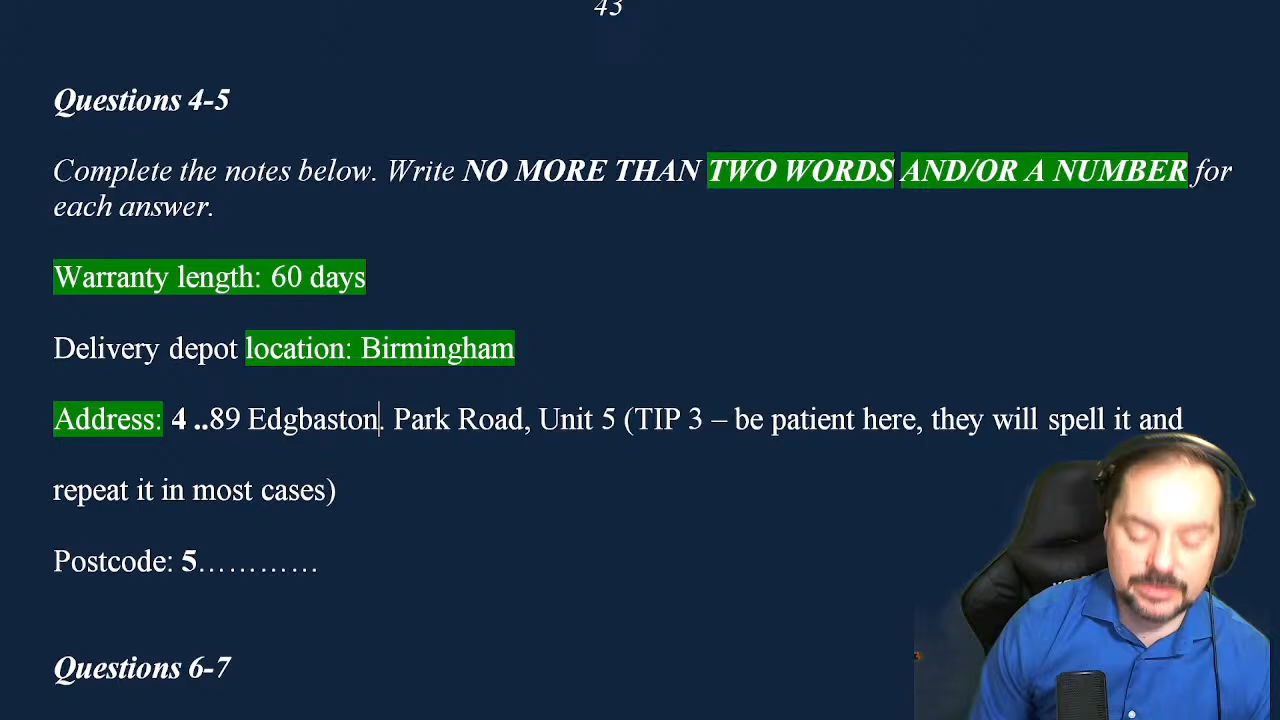 43
Questions 4-5
Complete the notes below. Write NO MORE THAN TWO WORDS AND/OR A NUMBER for
each answer.
Warranty length: 60 days
Delivery depot location: Birmingham
Address: 4 ..89 Edgbaston. Park Road, Unit 5 (TIP 3 – be patient here, they will spell it and
repeat it in most cases)
Postcode: 5…………
Questions 6-7